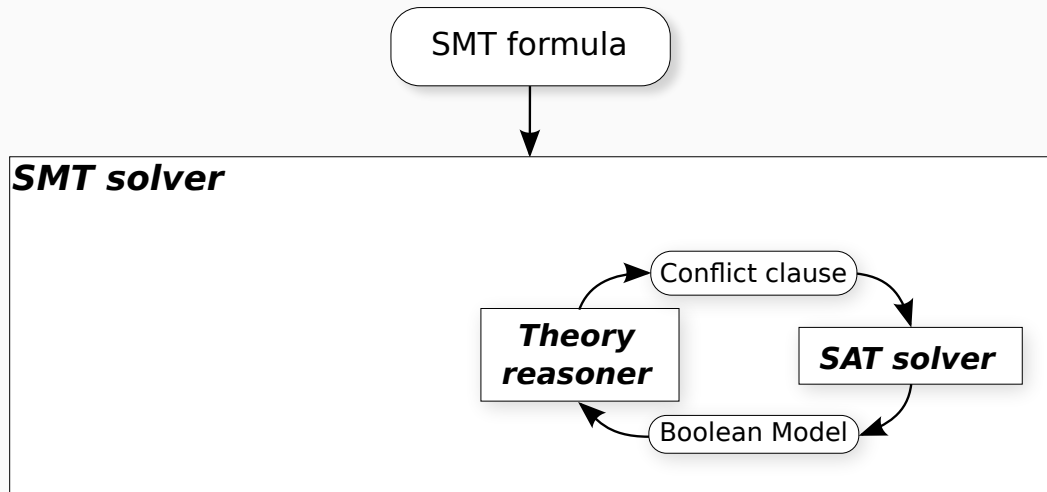 SMT formula
SMT solver
Conflict clause
Theory
reasoner
SAT solver
Boolean Model